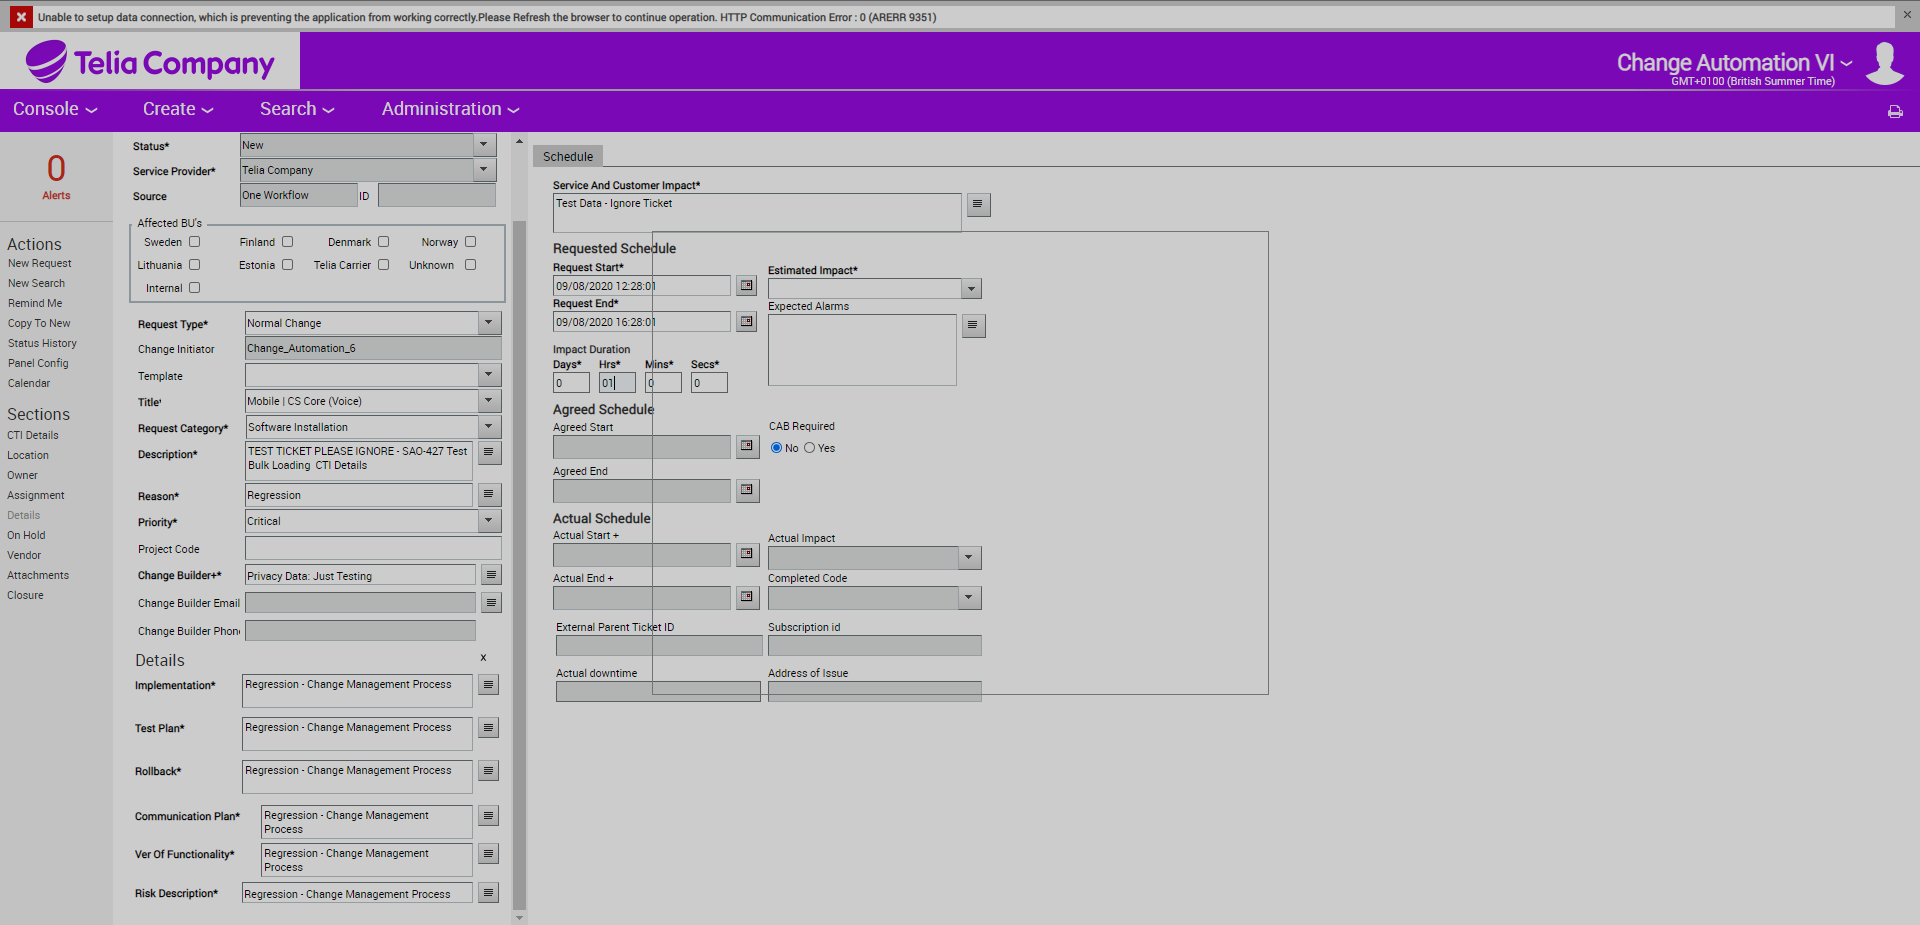 Unable to setup data connection, which is preventing the application from working correctly.Please Refresh the browser to continue operation. HTTP Communication Error : 0 (ARERR 9351)
Telia Company
Change Automation VI
GMT+0100 (British Summer Time)
Console
Create
Search
Administration
0
Alerts
Actions
New Request
New Search
Remind Me
Copy To New
Status History
Panel Config
Calendar
Sections
CTI Details
Location
Owner
Assignment
Details
On Hold
Vendor
Attachments
Closure
Status* New
Service Provider* Telia Company
Source One Workflow ID
Affected BU's
Sweden Finland Denmark Norway
Lithuania Estonia Telia Carrier Unknown
Internal
Request Type* Normal Change
Change Initiator Change_Automation_6
Template
Title' Mobile | CS Core (Voice)
Request Category* Software Installation
Description* TEST TICKET PLEASE IGNORE - SAO-427 Test
Bulk Loading CTI Details
Reason* Regression
Priority* Critical
Project Code
Change Builder+* Privacy Data: Just Testing
Change Builder Email
Change Builder Phon
Details x
Implementation* Regression - Change Management Process
Test Plan* Regression - Change Management Process
Rollback* Regression - Change Management Process
Communication Plan* Regression - Change Management
Process
Ver Of Functionality* Regression - Change Management
Process
Risk Description* Regression - Change Management Process
Schedule
Service And Customer Impact*
Test Data - Ignore Ticket
Requested Schedule
Request Start* Estimated Impact*
09/08/2020 12:28:01
Request End* Expected Alarms
09/08/2020 16:28:01
Impact Duration
Days* Hrs* Mins* Secs*
0 01 0 0
Agreed Schedule
Agreed Start CAB Required
No Yes
Agreed End
Actual Schedule
Actual Start + Actual Impact
Actual End + Completed Code
External Parent Ticket ID Subscription id
Actual downtime Address of Issue